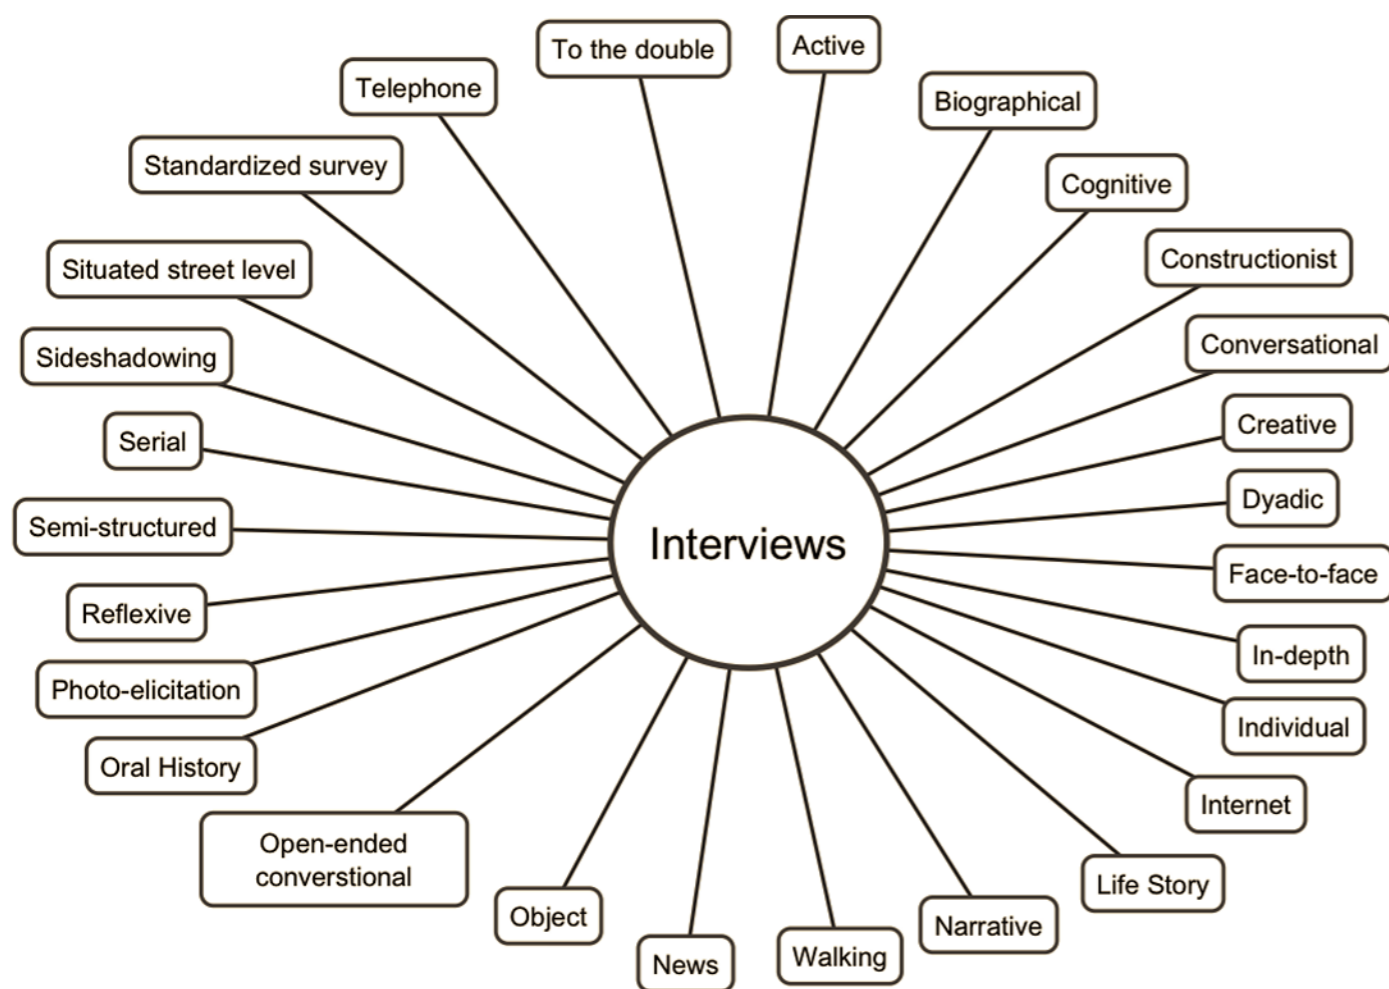 To the double
Active
Telephone
Biographical
Standardized survey
Cognitive
Situated street level
Constructionist
Sideshadowing
Conversational
Serial
Creative
Semi-structured
Dyadic
Interviews
Face-to-face
Reflexive
In-depth
Photo-elicitation
Individual
Oral History
Internet
Open-ended
converstional
Life Story
Object
Narrative
News
Walking